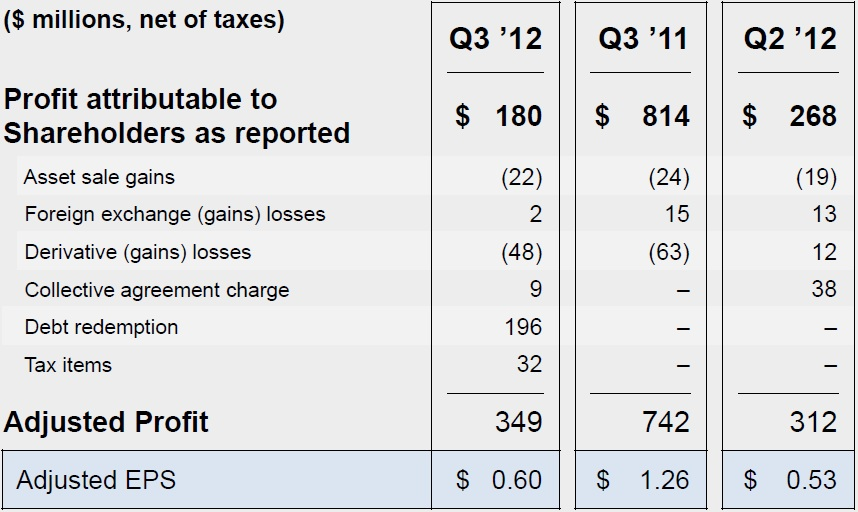 ($ millions, net of taxes)
Q3 ’12 Q3 ’11 Q2 ’12
Profit attributable to
Shareholders as reported $ 180 $ 814 $ 268
Asset sale gains (22) (24) (19)
Foreign exchange (gains) losses 2 15 13
Derivative (gains) losses (48) (63) 12
Collective agreement charge 9 – 38
Debt redemption 196 – –
Tax items 32 – –
Adjusted Profit 349 742 312
Adjusted EPS $ 0.60 $ 1.26 $ 0.53